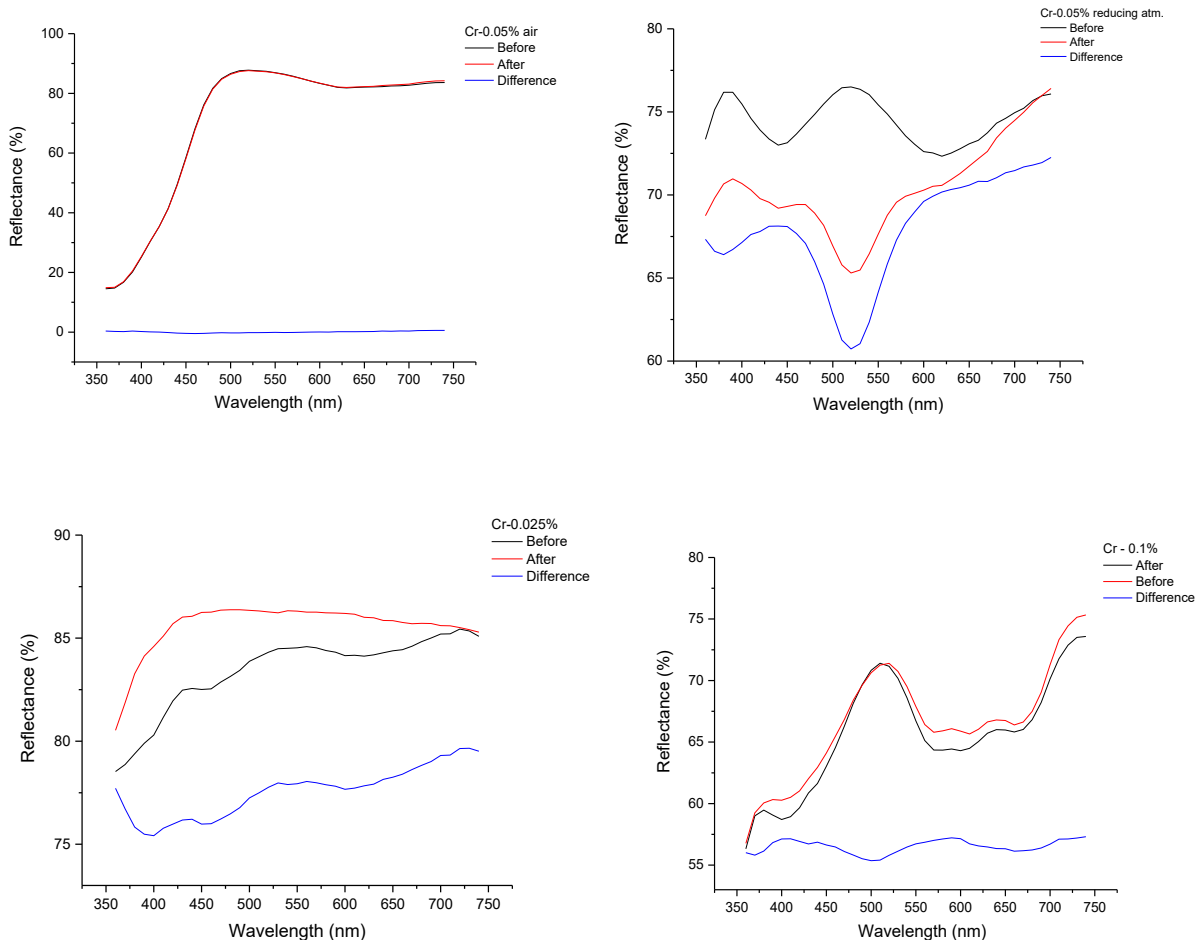 Cr-0.05% air
Before
After
Difference
100
80
60
40
20
0
350 400 450 500 550 600 650 700 750
Reflectance (%)
Wavelength (nm)
Cr-0.05% reducing atm.
Before
After
Difference
80
75
70
65
60
350 400 450 500 550 600 650 700 750
Reflectance (%)
Wavelength (nm)
Cr-0.025%
Before
After
Difference
90
85
80
75
350 400 450 500 550 600 650 700 750
Reflectance (%)
Wavelength (nm)
Cr - 0.1%
After
Before
Difference
80
75
70
65
60
55
350 400 450 500 550 600 650 700 750
Reflectance (%)
Wavelength (nm)